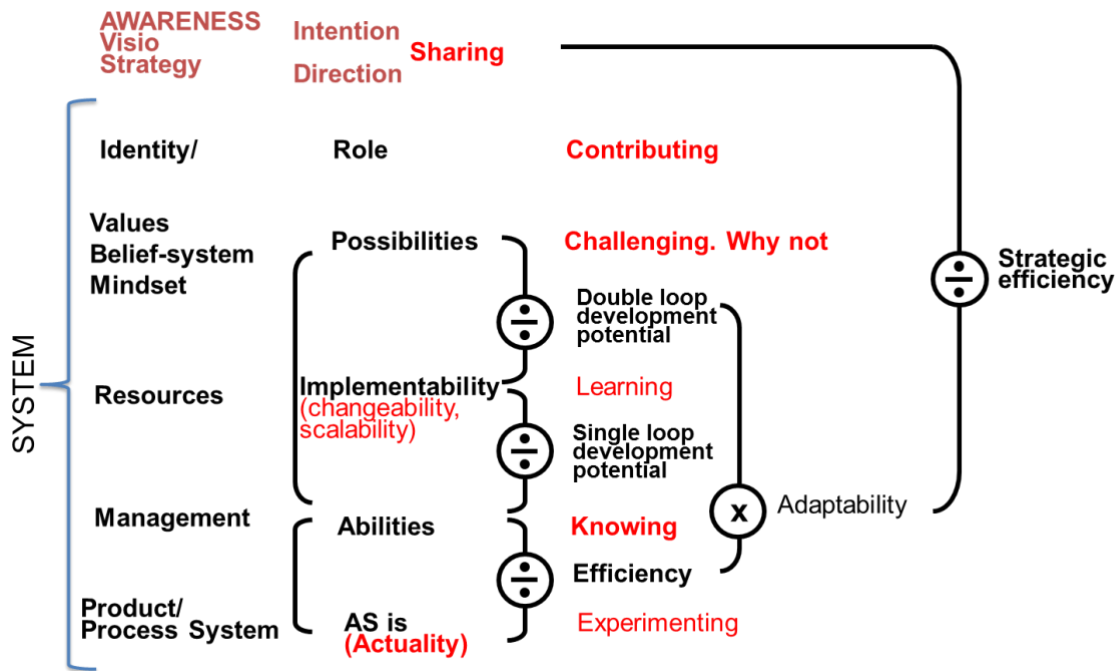 AWARENESS
Visio
Strategy
Intention
Direction
Sharing
SYSTEM
Identity/
Role
Contributing
Values
Belief-system
Mindset
Possibilities
Challenging. Why not
÷
Double loop
development
potential
÷
Strategic
efficiency
Resources
Implementability
(changeability,
scalability)
Learning
÷
Single loop
development
potential
x
Adaptability
Management
Abilities
Knowing
÷
Efficiency
Product/
Process System
AS is
(Actuality)
Experimenting